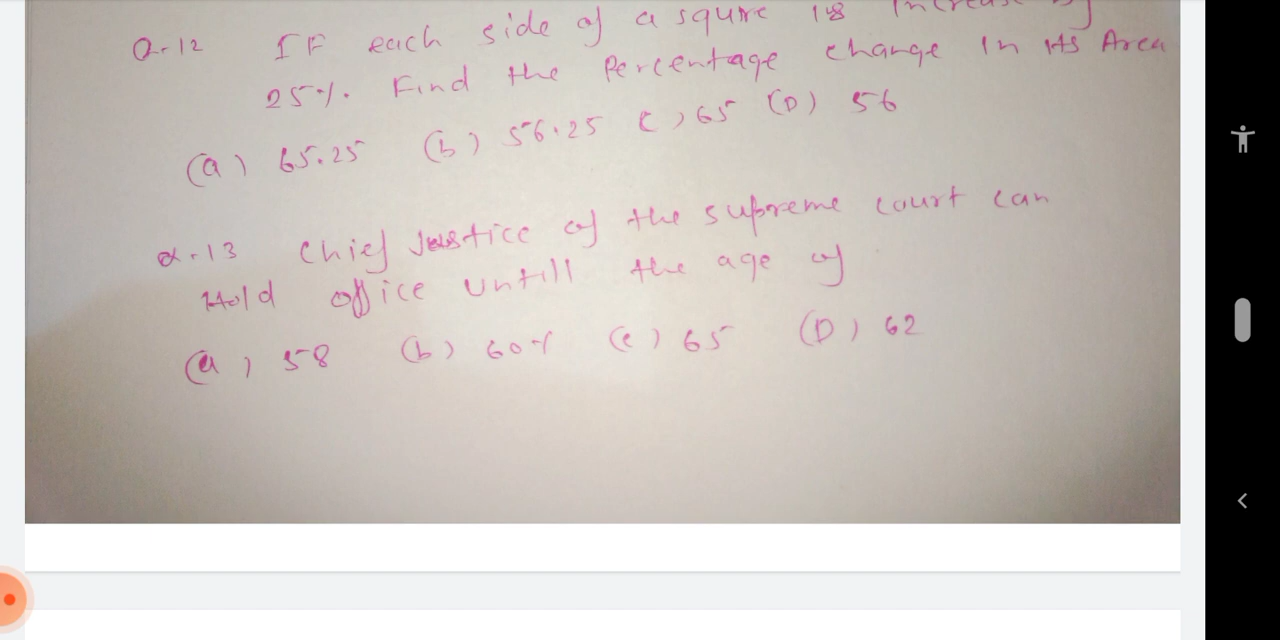 Q.12 IF each side of a squre is increase by
25%. Find the Percentage change In its Area
(a) 65.25 (b) 56.25 c) 65 (D) 56
Q.13 Chief Justice of the supreme court can
Hold office untill the age of
(a) 58 (b) 60% (c) 65 (D) 62